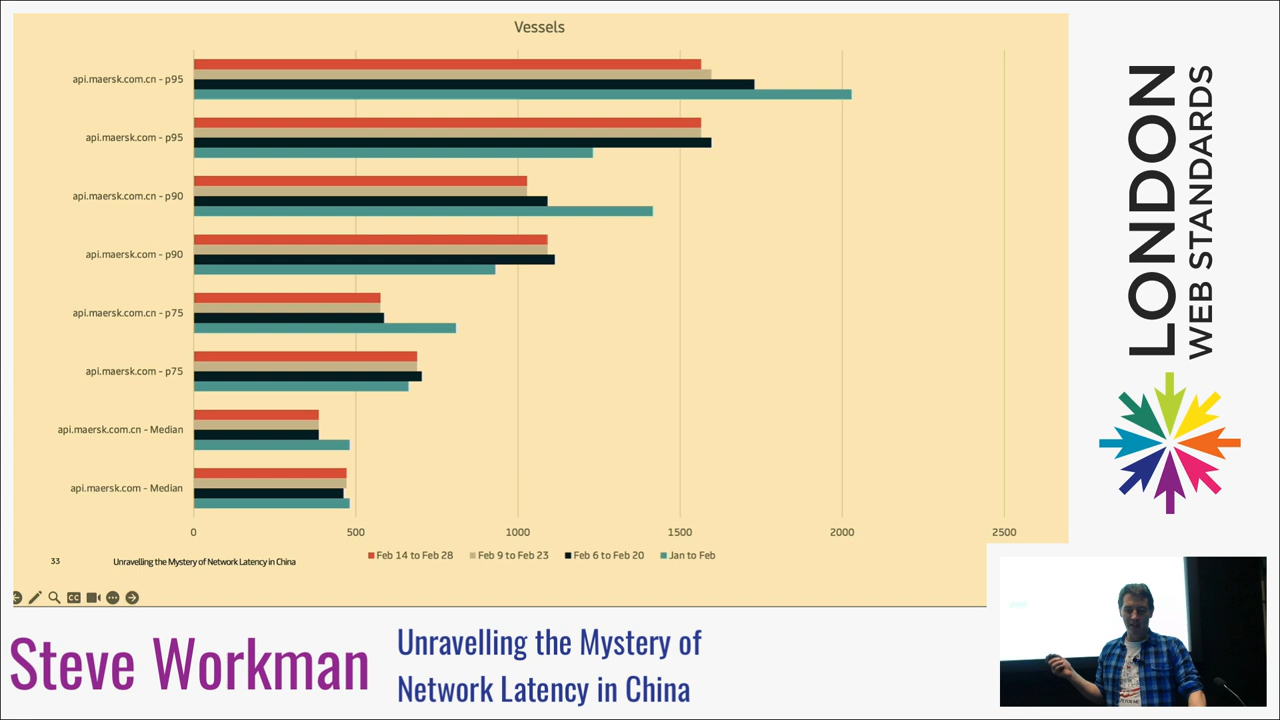 Vessels
api.maersk.com.cn - p95
api.maersk.com - p95
api.maersk.com.cn - p90
api.maersk.com - p90
api.maersk.com.cn - p75
api.maersk.com - p75
api.maersk.com.cn - Median
api.maersk.com - Median
0 500 1000 1500 2000 2500
Feb 14 to Feb 28 Feb 9 to Feb 23 Feb 6 to Feb 20 Jan to Feb
33 Unravelling the Mystery of Network Latency in China
CC
LONDON
WEB STANDARDS
Steve Workman
Unravelling the Mystery of
Network Latency in China